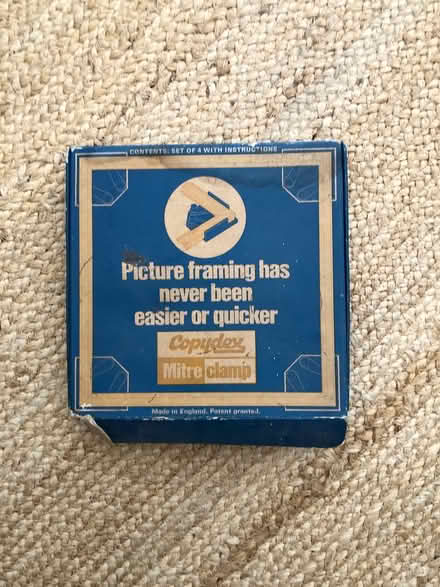 CONTENTS: SET OF 4 WITH INSTRUCTIONS
Picture framing has
never been
easier or quicker
Copydex
Mitre clamp
Made in England. Patent granted.